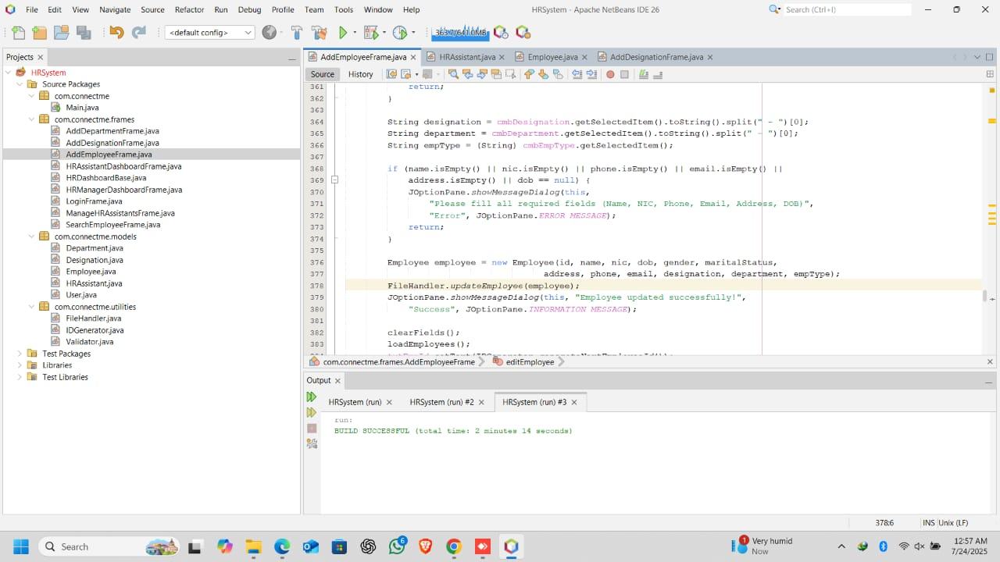 File Edit View Navigate Source Refactor Run Debug Profile Team Tools Window Help
HRSystem - Apache NetBeans IDE 26
Search (Ctrl+I)
<default config>
363.7/641.0MB
Projects
HRSystem
Source Packages
com.connectme
Main.java
com.connectme.frames
AddDepartmentFrame.java
AddDesignationFrame.java
AddEmployeeFrame.java
HRAssistantDashboardFrame.java
HRDashboardBase.java
HRManagerDashboardFrame.java
LoginFrame.java
ManageHRAssistantsFrame.java
SearchEmployeeFrame.java
com.connectme.models
Department.java
Designation.java
Employee.java
HRAssistant.java
User.java
com.connectme.utilities
FileHandler.java
IDGenerator.java
Validator.java
Test Packages
Libraries
Test Libraries
AddEmployeeFrame.java HRAssistant.java Employee.java AddDesignationFrame.java
Source History
361 return;
362 }
363
364 String designation = cmbDesignation.getSelectedItem().toString().split(" - ")[0];
365 String department = cmbDepartment.getSelectedItem().toString().split(" - ")[0];
366 String empType = (String) cmbEmpType.getSelectedItem();
367
368 if (name.isEmpty() || nic.isEmpty() || phone.isEmpty() || email.isEmpty() ||
369 address.isEmpty() || dob == null) {
370 JOptionPane.showMessageDialog(this,
371 "Please fill all required fields (Name, NIC, Phone, Email, Address, DOB)",
372 "Error", JOptionPane.ERROR_MESSAGE);
373 return;
374 }
375
376 Employee employee = new Employee(id, name, nic, dob, gender, maritalStatus,
377 address, phone, email, designation, department, empType);
378 FileHandler.updateEmployee(employee);
379 JOptionPane.showMessageDialog(this, "Employee updated successfully!",
380 "Success", JOptionPane.INFORMATION_MESSAGE);
381
382 clearFields();
383 loadEmployees();
com.connectme.frames.AddEmployeeFrame editEmployee
Output
HRSystem (run) HRSystem (run) #2 HRSystem (run) #3
run:
BUILD SUCCESSFUL (total time: 2 minutes 14 seconds)
378:6 INS Unix (LF)
Search
6
1
Very humid
Now
12:57 AM
7/24/2025